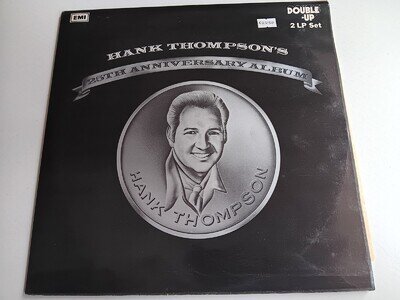 EMI
DOUBLE
-UP
2 LP Set
HANK THOMPSON'S
25TH ANNIVERSARY ALBUM
HANK THOMPSON